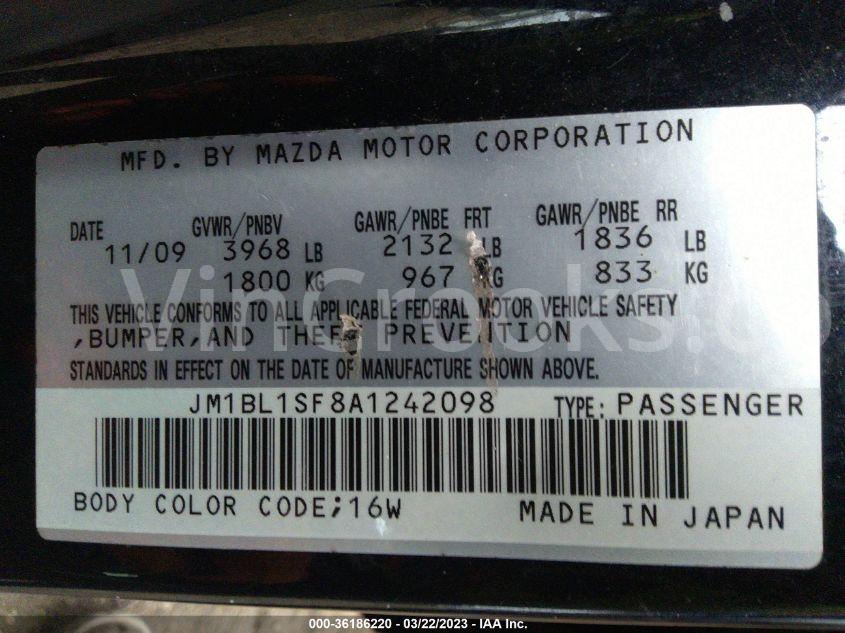 MFD. BY MAZDA MOTOR CORPORATION
DATE GVWR/PNBV GAWR/PNBE FRT GAWR/PNBE RR
11/09 3968 LB 2132 LB 1836 LB
1800 KG 967 KG 833 KG
THIS VEHICLE CONFORMS TO ALL APPLICABLE FEDERAL MOTOR VEHICLE SAFETY
,BUMPER,AND THEFT PREVENTION
STANDARDS IN EFFECT ON THE DATE OF MANUFACTURE SHOWN ABOVE.
JM1BL1SF8A1242098 TYPE: PASSENGER
BODY COLOR CODE;16W MADE IN JAPAN
000-36186220 - 03/22/2023 - IAA Inc.